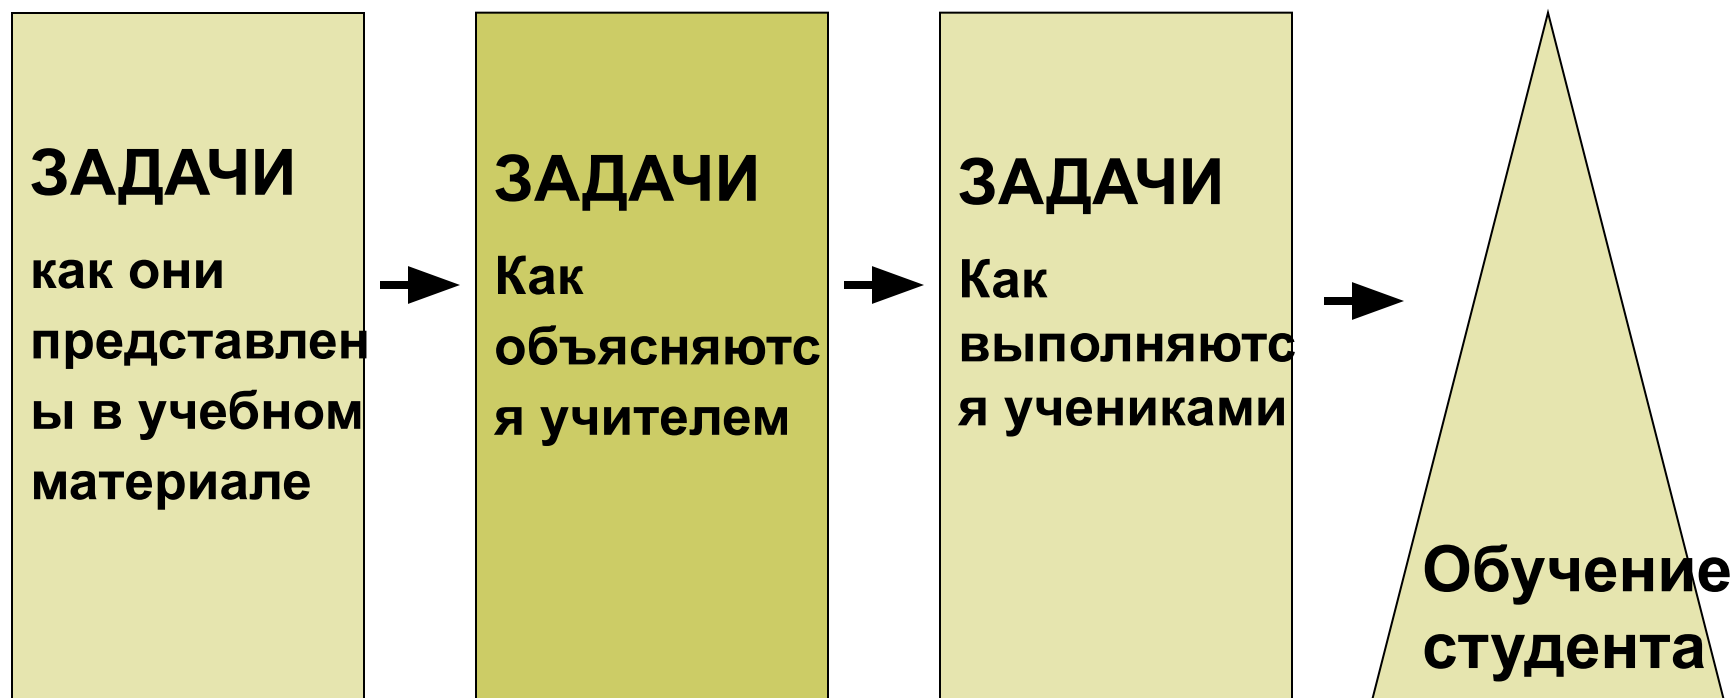 ЗАДАЧИ
как они
представлен
ы в учебном
материале
ЗАДАЧИ
Как
объясняютс
я учителем
ЗАДАЧИ
Как
выполняютс
я учениками
Обучение
студента